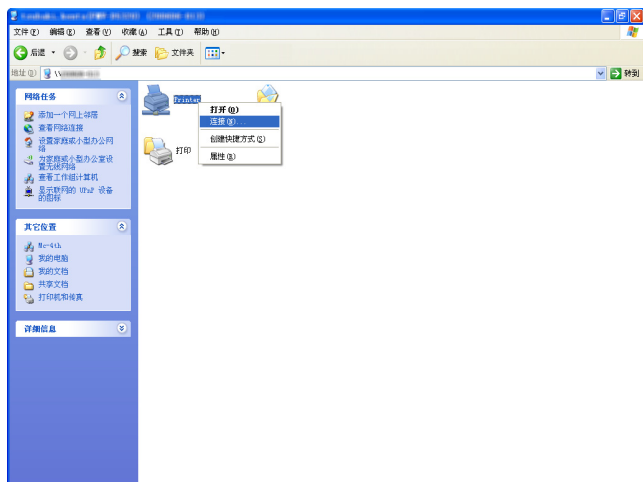 文件(F) 编辑(E) 查看(V) 收藏(A) 工具(T) 帮助(H)
后退 搜索 文件夹
地址(D) \\ 转到
网络任务
添加一个网上邻居
查看网络连接
设置家庭或小型办公网
络
为家庭或小型办公室设
置无线网络
查看工作组计算机
显示联网的 UPnP 设备
的图标
其它位置
Mc-4th
我的电脑
我的文档
共享文档
打印机和传真
详细信息
Printer
打印
打开(O)
连接(N)...
创建快捷方式(S)
属性(R)